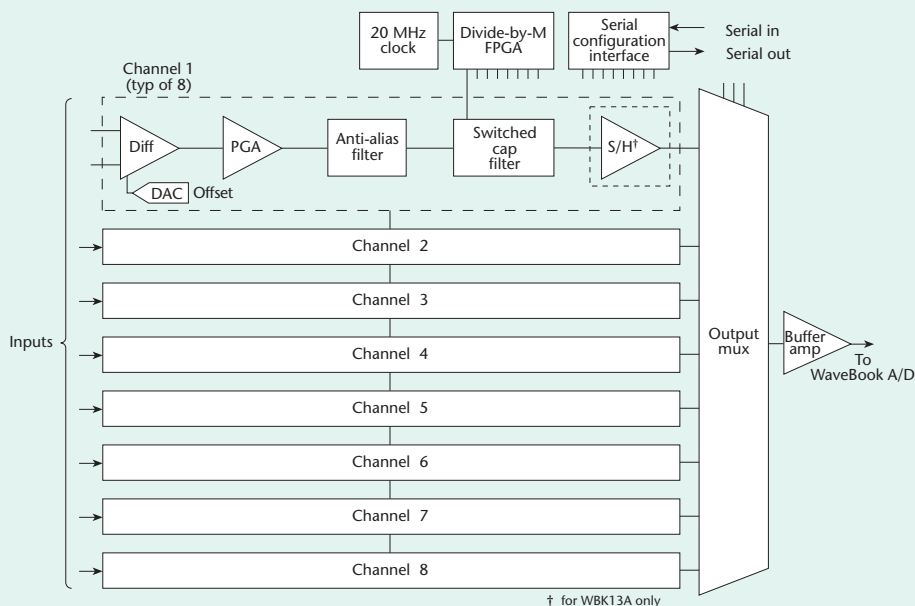 20 MHz
clock
Divide-by-M
FPGA
Serial
configuration
interface
Serial in
Serial out
Channel 1
(typ of 8)
Diff
PGA
Anti-alias
filter
Switched
cap
filter
S/H†
DAC
Offset
Channel 2
Channel 3
Inputs
Channel 4
Channel 5
Channel 6
Channel 7
Channel 8
Output
mux
Buffer
amp
To
WaveBook A/D
† for WBK13A only